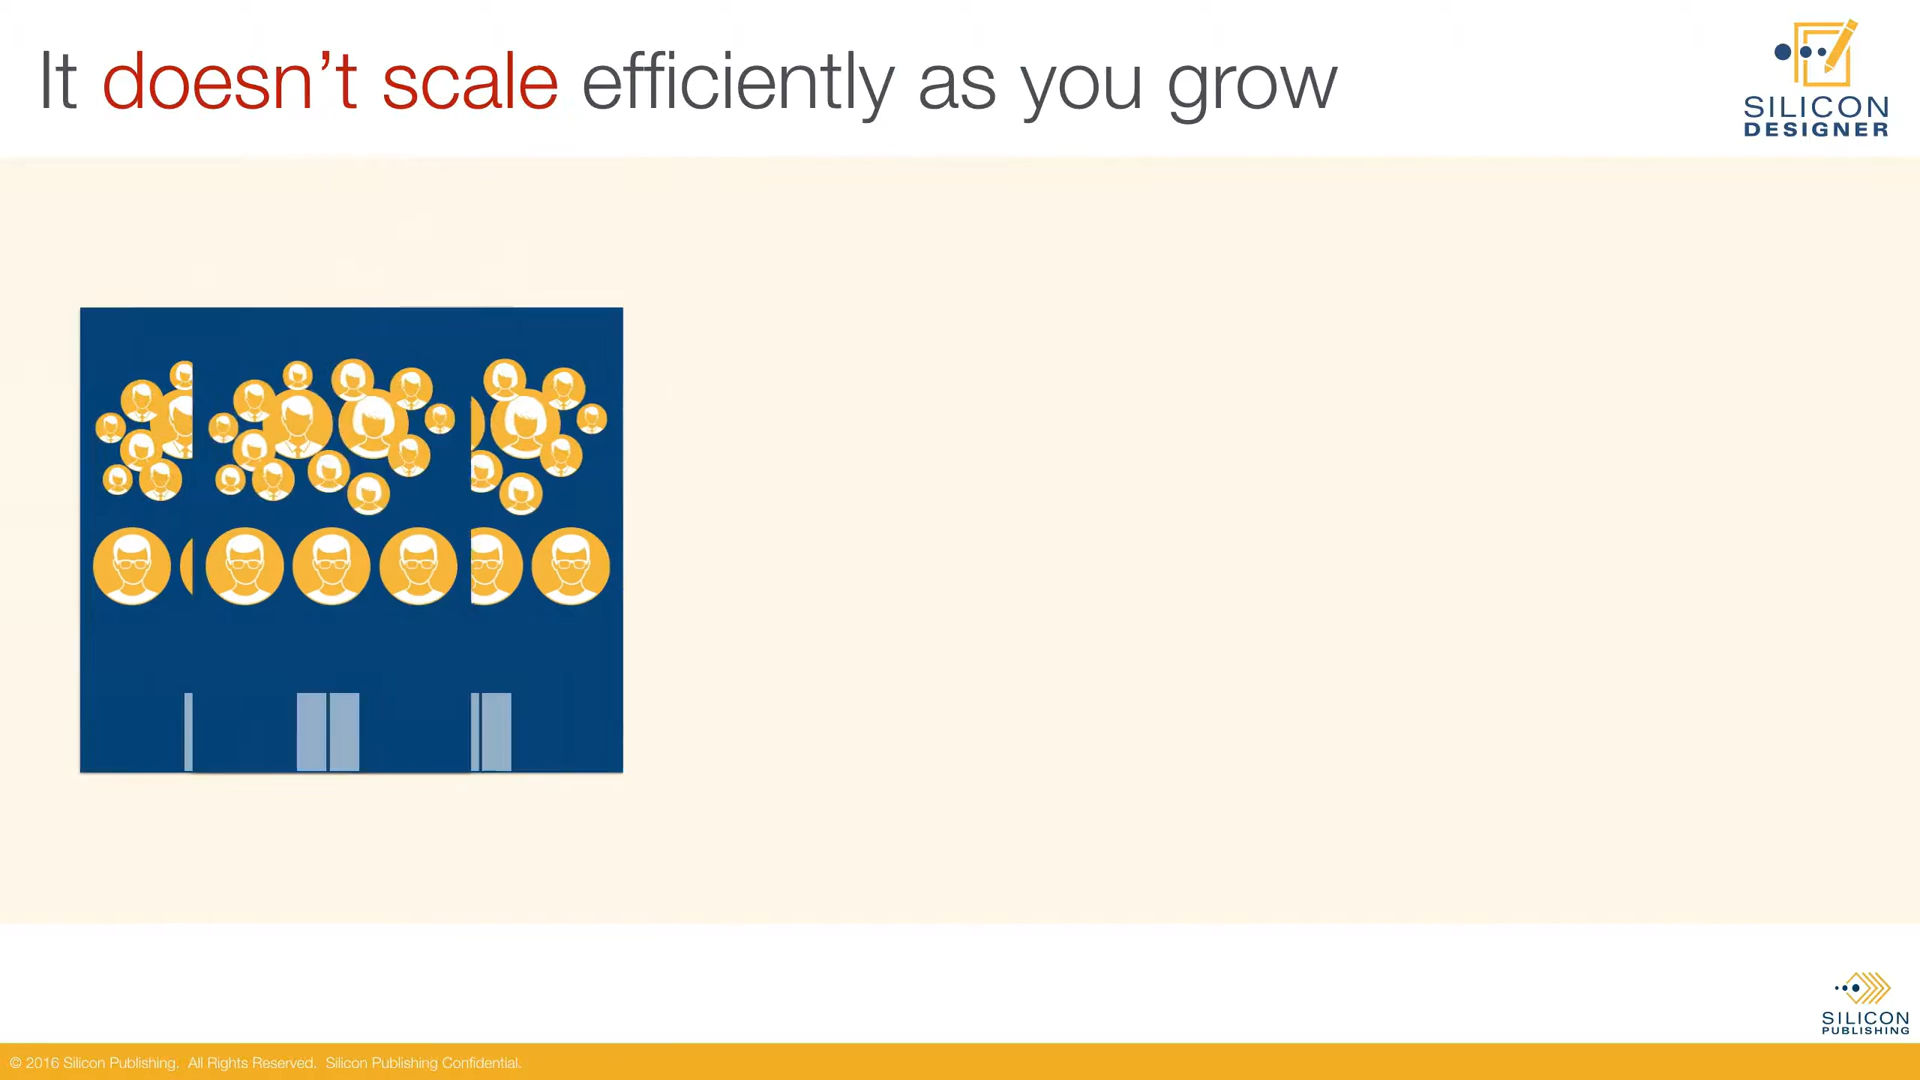 It doesn’t scale efficiently as you grow
SILICON
DESIGNER
SILICON
PUBLISHING
© 2016 Silicon Publishing. All Rights Reserved. Silicon Publishing Confidential.